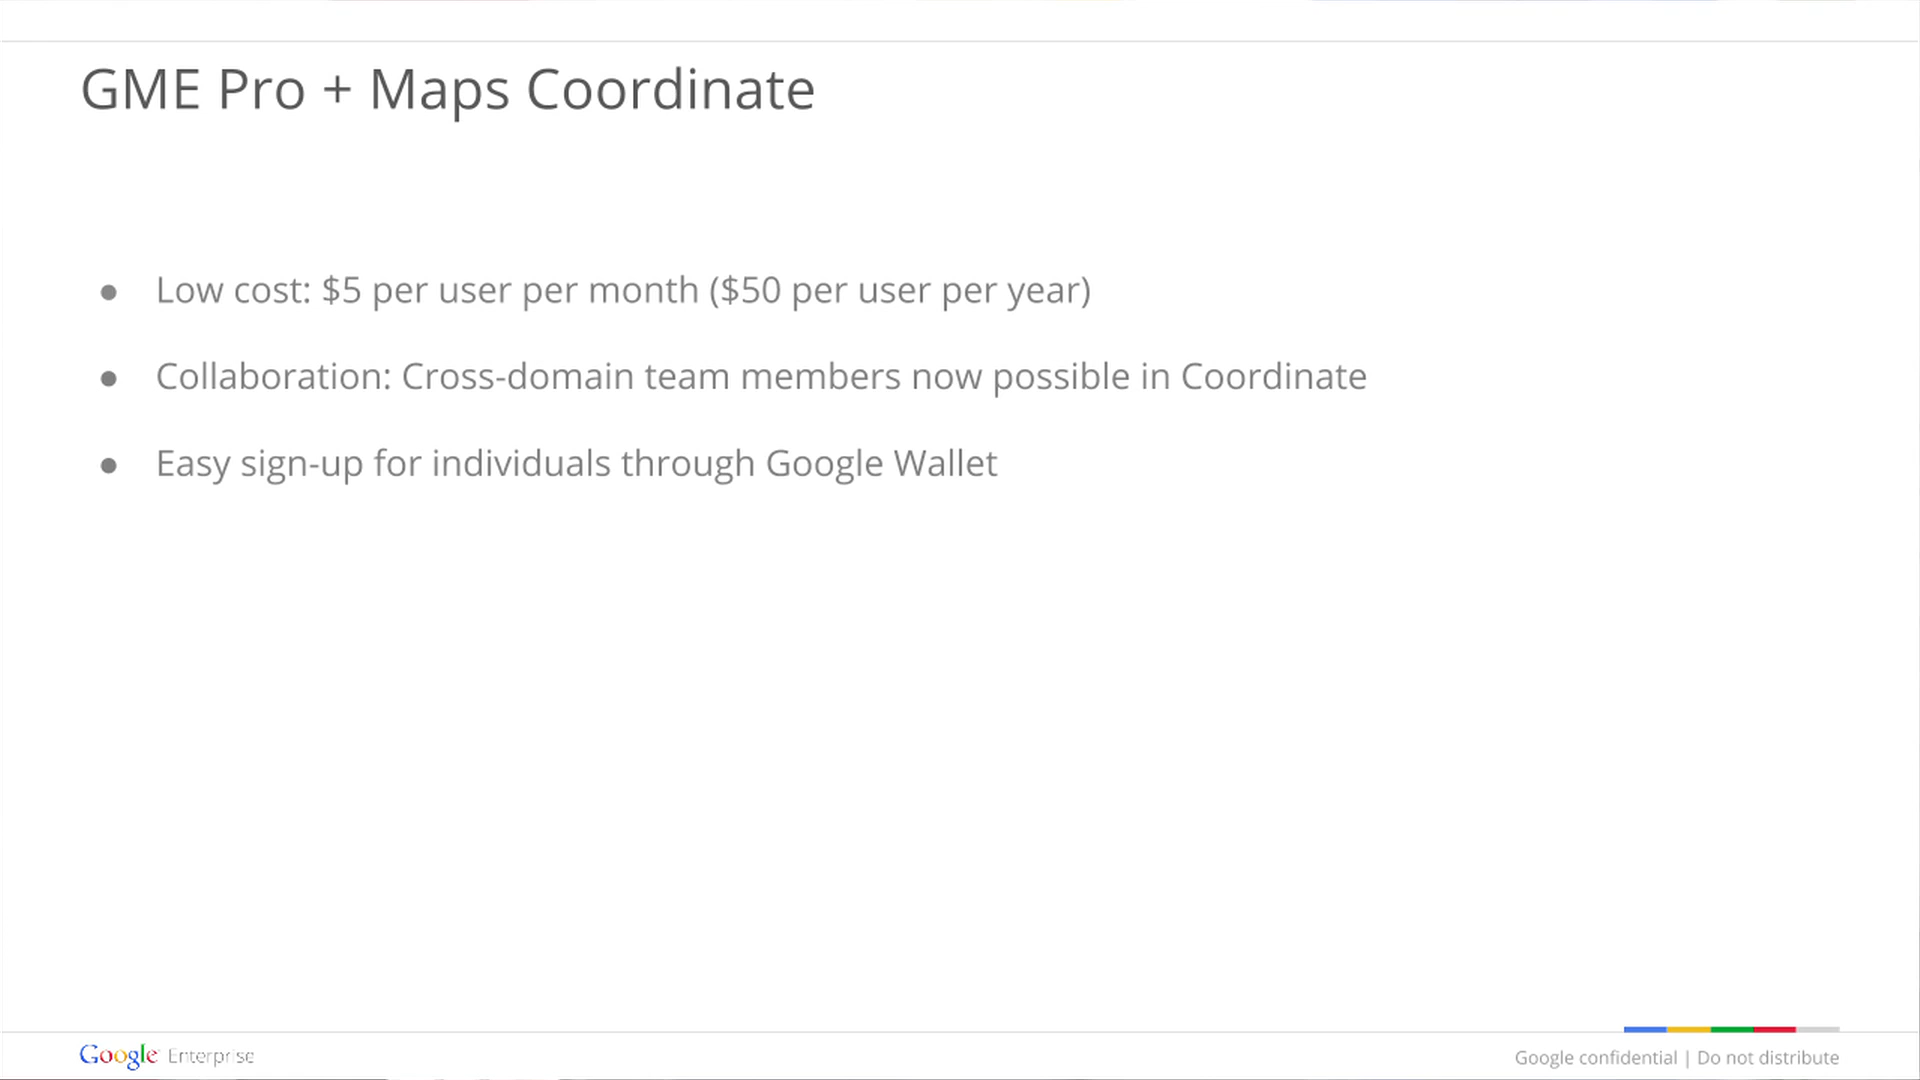 GME Pro + Maps Coordinate
● Low cost: $5 per user per month ($50 per user per year)
● Collaboration: Cross-domain team members now possible in Coordinate
● Easy sign-up for individuals through Google Wallet
Google Enterprise
Google confidential | Do not distribute